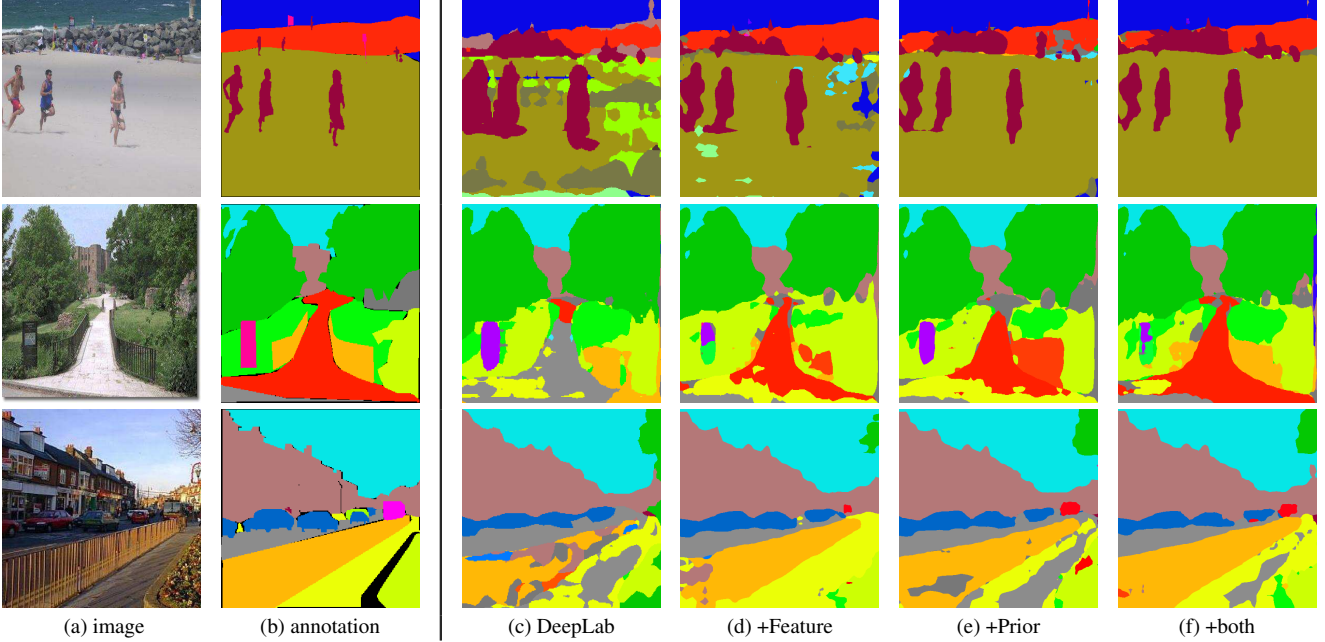 (a) image
(b) annotation
(c) DeepLab
(d) +Feature
(e) +Prior
(f) +both